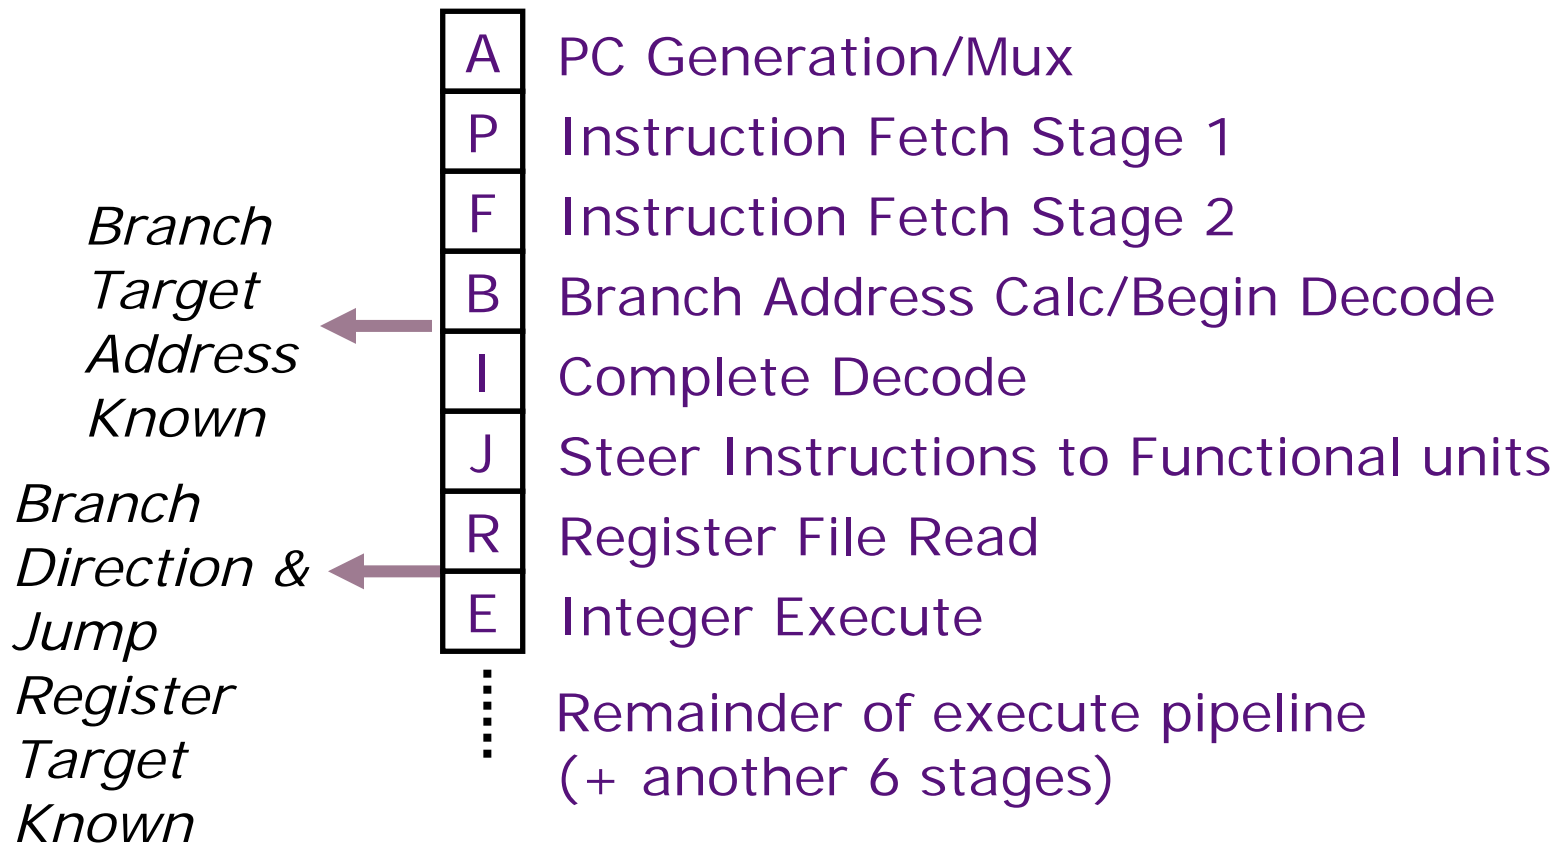 A PC Generation/Mux
P Instruction Fetch Stage 1
F Instruction Fetch Stage 2
B Branch Address Calc/Begin Decode
I Complete Decode
J Steer Instructions to Functional units
R Register File Read
E Integer Execute
Remainder of execute pipeline
(+ another 6 stages)
Branch
Target
Address
Known
Branch
Direction &
Jump
Register
Target
Known